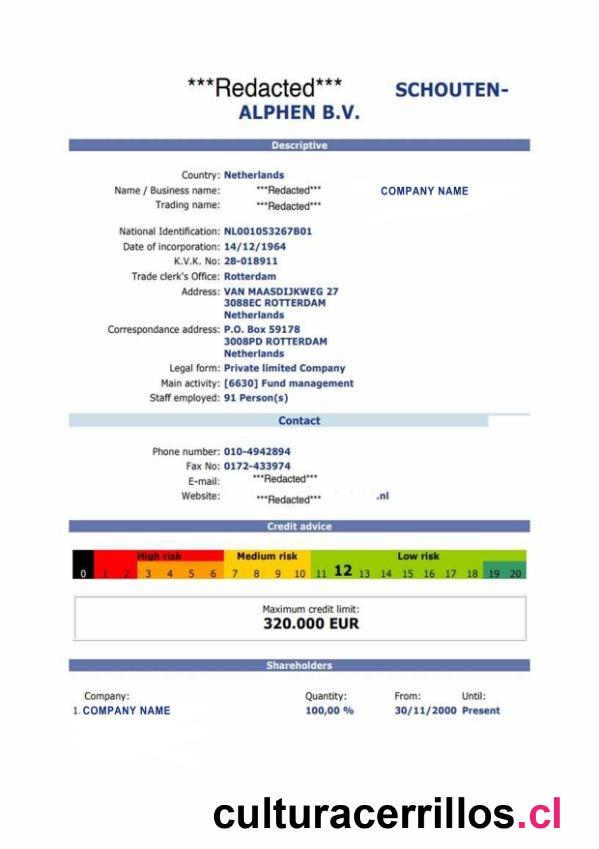 ***Redacted*** SCHOUTEN-
ALPHEN B.V.
Descriptive
Country: Netherlands
Name / Business name: ***Redacted*** COMPANY NAME
Trading name: ***Redacted***
National Identification: NL001053267B01
Date of incorporation: 14/12/1964
K.V.K. No: 28-018911
Trade clerk's Office: Rotterdam
Address: VAN MAASDIJKWEG 27
3088EC ROTTERDAM
Netherlands
Correspondance address: P.O. Box 59178
3008PD ROTTERDAM
Netherlands
Legal form: Private limited Company
Main activity: [6630] Fund management
Staff employed: 91 Person(s)
Contact
Phone number: 010-4942894
Fax No: 0172-433974
E-mail: ***Redacted***
Website: ***Redacted*** .nl
Credit advice
High risk Medium risk Low risk
0 1 2 3 4 5 6 7 8 9 10 11 12 13 14 15 16 17 18 19 20
Maximum credit limit:
320.000 EUR
Shareholders
Company: Quantity: From: Until:
1. COMPANY NAME 100,00 % 30/11/2000 Present
culturacerrillos.cl